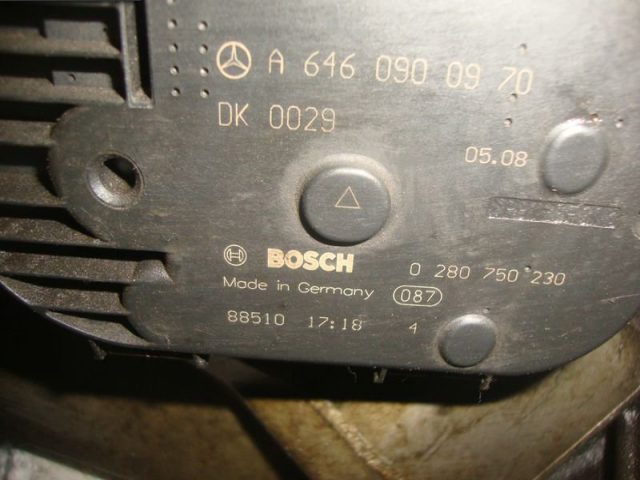 A 646 090 09 70
DK 0029
05.08
BOSCH 0 280 750 230
Made in Germany 087
88510 17:18 4